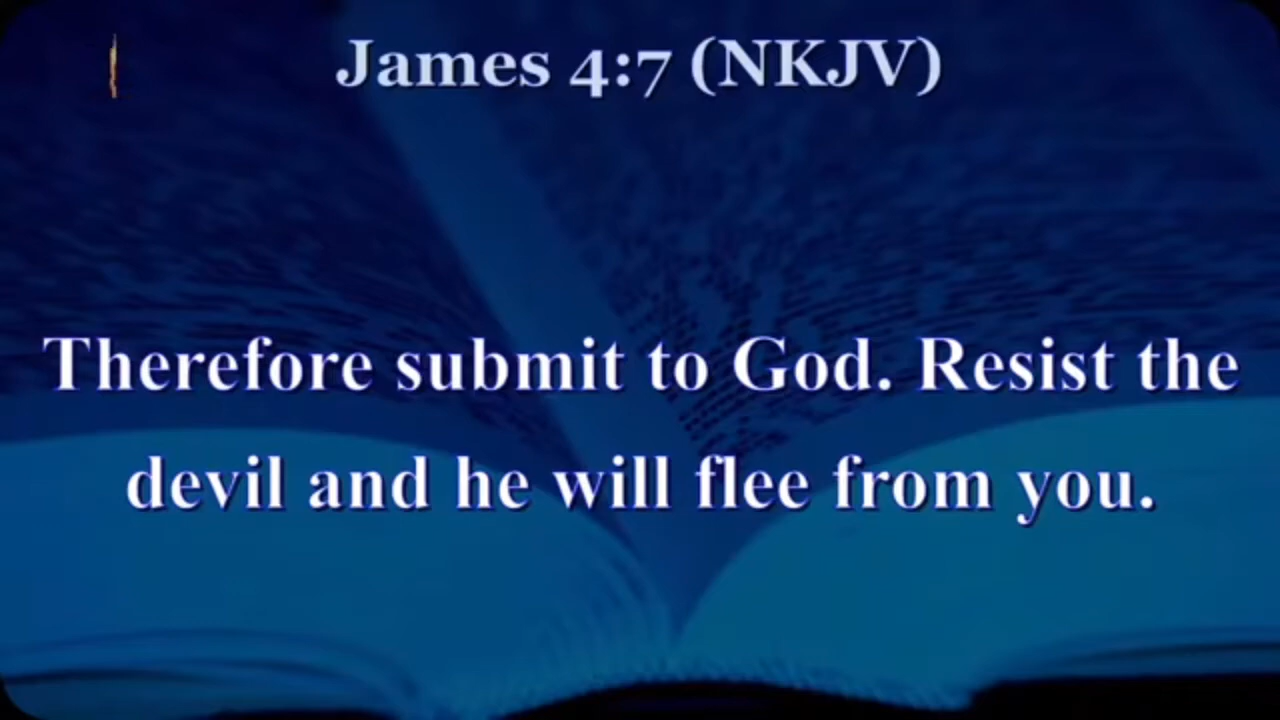 James 4:7 (NKJV)
Therefore submit to God. Resist the
devil and he will flee from you.